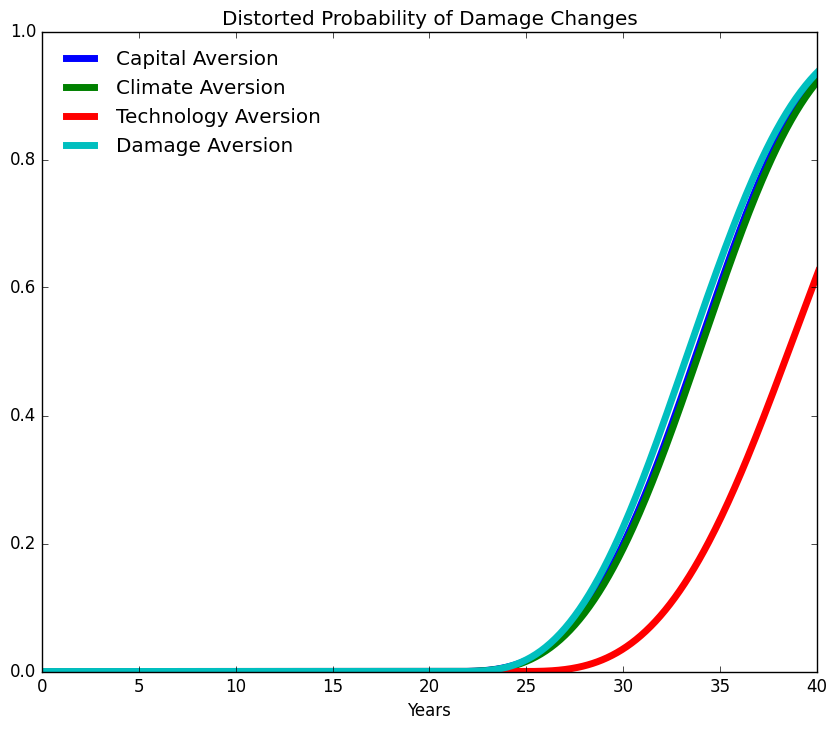 Distorted Probability of Damage Changes
1.0
Capital Aversion
Climate Aversion
Technology Aversion
Damage Aversion
0.8
0.6
0.4
0.2
0.0
0 5 10 15 20 25 30 35 40
Years